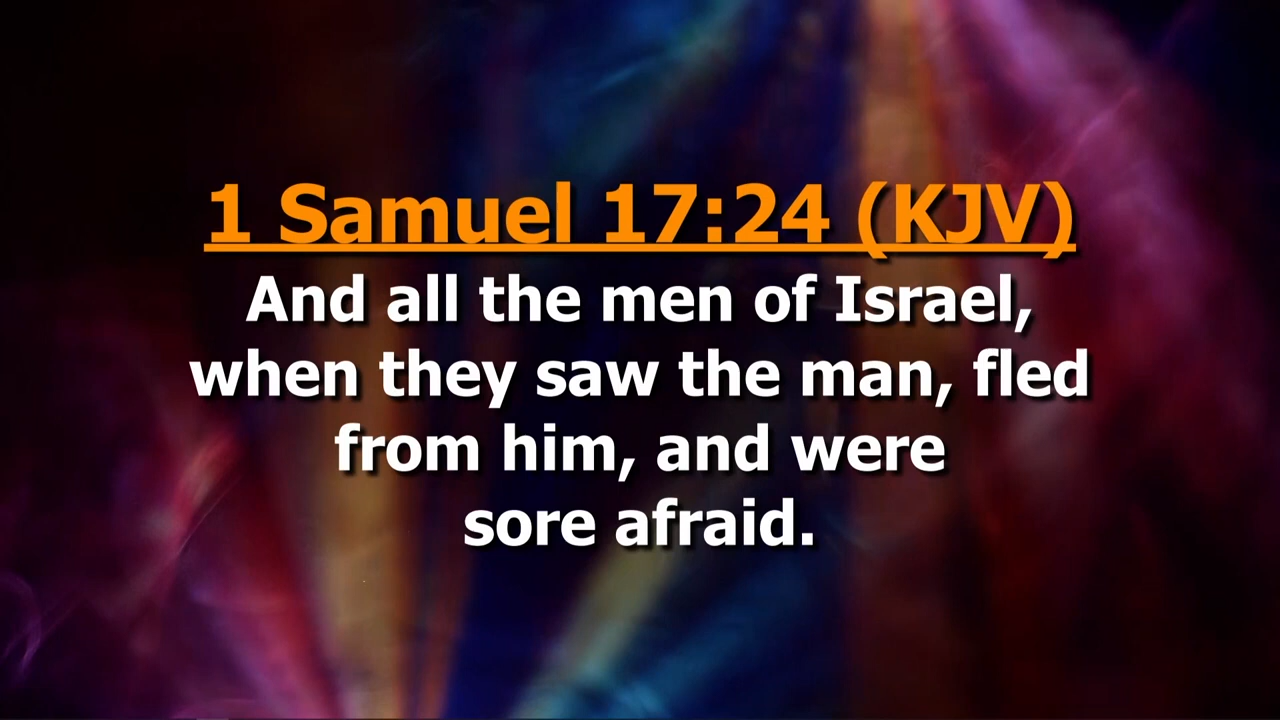 1 Samuel 17:24 (KJV)
And all the men of Israel,
when they saw the man, fled
from him, and were
sore afraid.